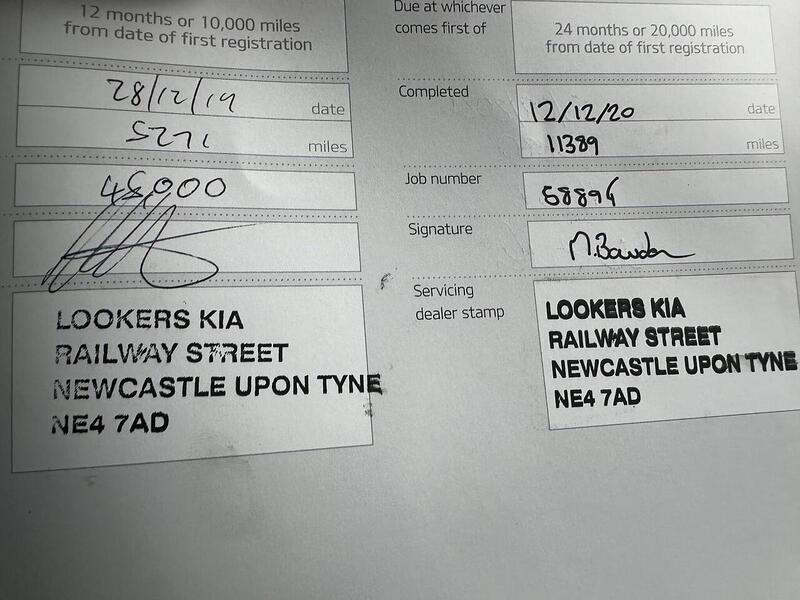 12 months or 10,000 miles
from date of first registration
28/12/19
date
5271
miles
48,000
LOOKERS KIA
RAILWAY STREET
NEWCASTLE UPON TYNE
NE4 7AD
Due at whichever
comes first of
24 months or 20,000 miles
from date of first registration
Completed
12/12/20
date
11389
miles
Job number
Signature
M.Bawden
Servicing
dealer stamp
LOOKERS KIA
RAILWAY STREET
NEWCASTLE UPON TYNE
NE4 7AD